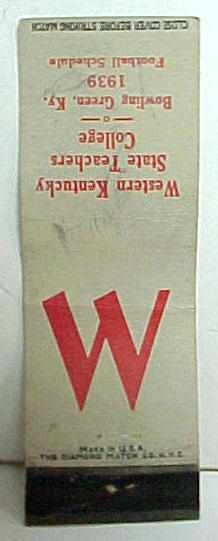 CLOSE COVER BEFORE STRIKING MATCH
Western Kentucky
State Teachers
College
—o—
Bowling Green, Ky.
1939
Football Schedule
W
MADE IN U.S.A.
THE DIAMOND MATCH CO. N.Y.C.